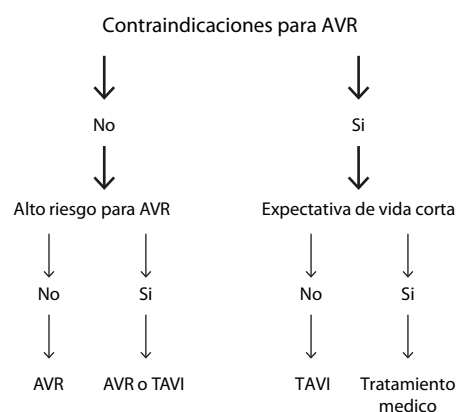 Contraindicaciones para AVR
No Si
Alto riesgo para AVR Expectativa de vida corta
No Si No Si
AVR AVR o TAVI TAVI Tratamiento
medico